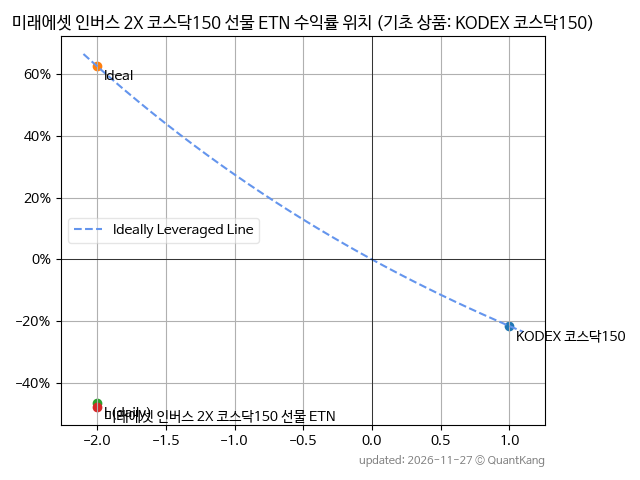 미래에셋 인버스 2X 코스닥150 선물 ETN 수익률 위치 (기초 상품: KODEX 코스닥150)
60%
40%
20%
0%
−20%
−40%
Ideal
Ideally Leveraged Line
KODEX 코스닥150
미래에셋 인버스 2X 코스닥150 선물 ETN
−2.0
−1.5
−1.0
−0.5
0.0
0.5
1.0
updated: 2026-11-27 © QuantKang